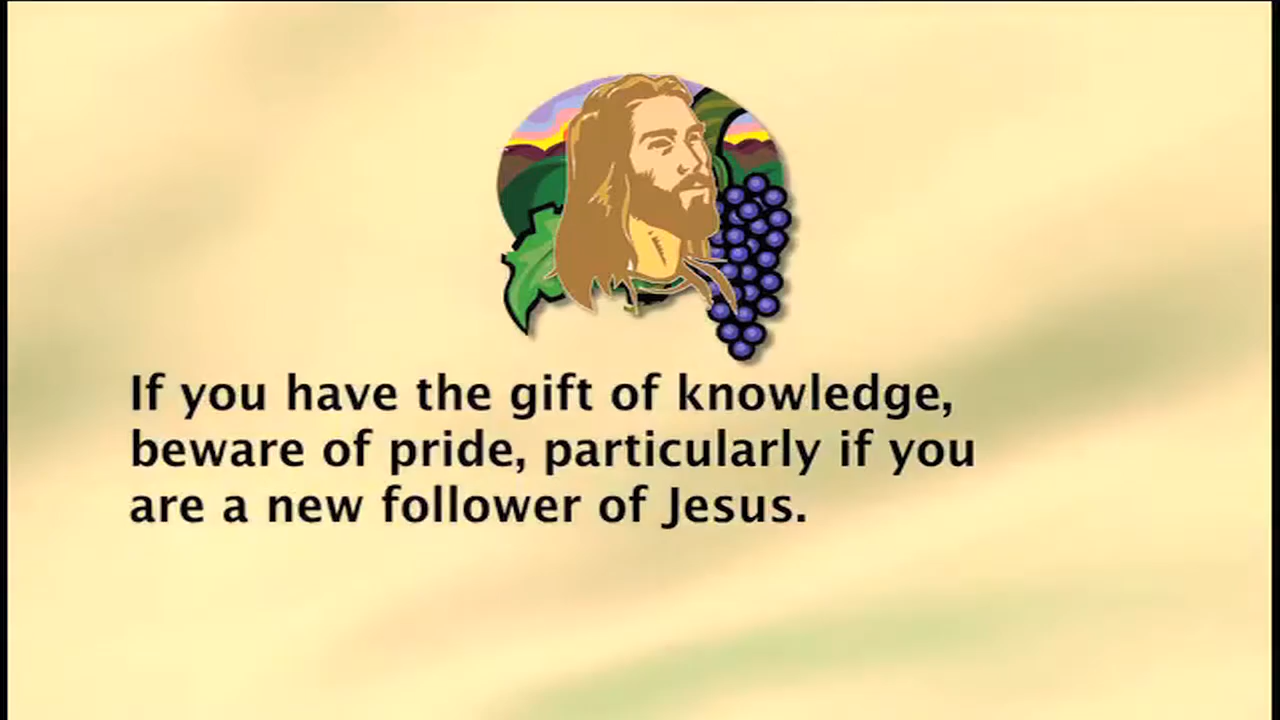 If you have the gift of knowledge,
beware of pride, particularly if you
are a new follower of Jesus.